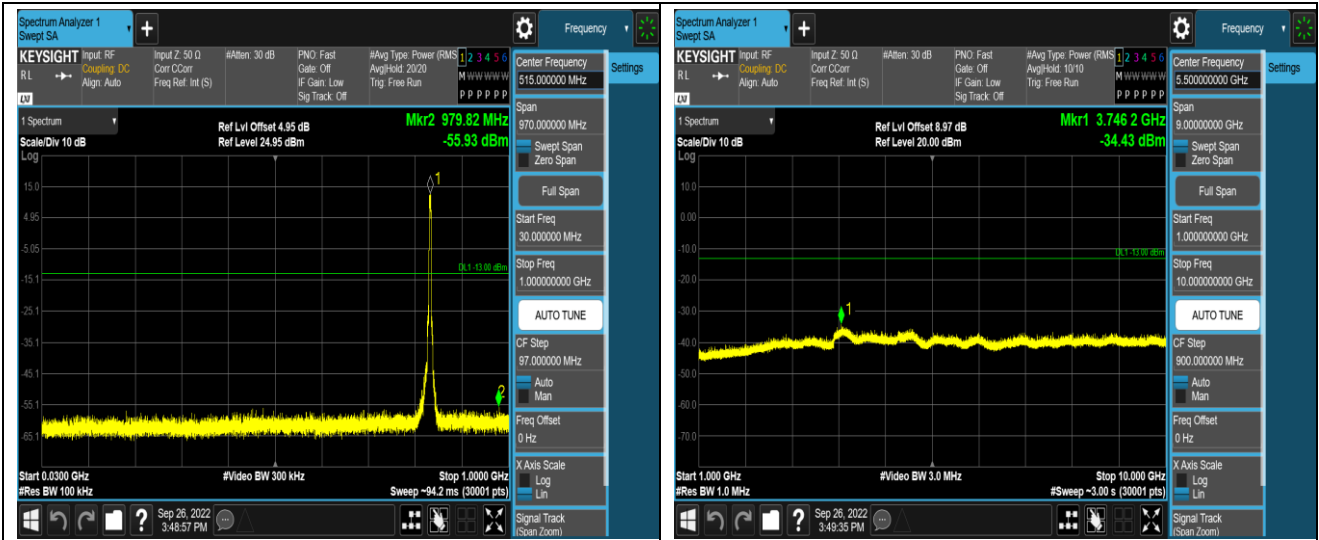 Spectrum Analyzer 1
Swept SA
+
Frequency
KEYSIGHT
RL
LXI
Input: RF
Coupling: DC
Align: Auto
Input Z: 50 Ω
Corr CCorr
Freq Ref: Int (S)
#Atten: 30 dB
PNO: Fast
Gate: Off
IF Gain: Low
Sig Track: Off
#Avg Type: Power (RMS
Avg|Hold: 20/20
Trig: Free Run
1 2 3 4 5 6
M W W W W W
P P P P P P
Center Frequency
515.000000 MHz
Settings
Span
970.000000 MHz
Swept Span
Zero Span
Full Span
Start Freq
30.000000 MHz
Stop Freq
1.000000000 GHz
AUTO TUNE
CF Step
97.000000 MHz
Auto
Man
Freq Offset
0 Hz
X Axis Scale
Log
Lin
Signal Track
(Span Zoom)
1 Spectrum
Scale/Div 10 dB
Log
Ref Lvl Offset 4.95 dB
Ref Level 24.95 dBm
Mkr2 979.82 MHz
-55.93 dBm
1
15.0
4.95
-5.05
DL1 -13.00 dBm
-15.1
-25.1
-35.1
-45.1
2
-55.1
-65.1
Start 0.0300 GHz
#Res BW 100 kHz
#Video BW 300 kHz
Stop 1.0000 GHz
Sweep ~94.2 ms (30001 pts)
?
Sep 26, 2022
3:48:57 PM
Spectrum Analyzer 1
Swept SA
+
Frequency
KEYSIGHT
RL
LXI
Input: RF
Coupling: DC
Align: Auto
Input Z: 50 Ω
Corr CCorr
Freq Ref: Int (S)
#Atten: 30 dB
PNO: Fast
Gate: Off
IF Gain: Low
Sig Track: Off
#Avg Type: Power (RMS
Avg|Hold: 10/10
Trig: Free Run
1 2 3 4 5 6
M W W W W W
P P P P P P
Center Frequency
5.500000000 GHz
Settings
Span
9.00000000 GHz
Swept Span
Zero Span
Full Span
Start Freq
1.000000000 GHz
Stop Freq
10.000000000 GHz
AUTO TUNE
CF Step
900.000000 MHz
Auto
Man
Freq Offset
0 Hz
X Axis Scale
Log
Lin
Signal Track
(Span Zoom)
1 Spectrum
Scale/Div 10 dB
Log
Ref Lvl Offset 8.97 dB
Ref Level 20.00 dBm
Mkr1 3.746 2 GHz
-34.43 dBm
10.0
0.00
-10.0
DL1 -13.00 dBm
-20.0
-30.0
1
-40.0
-50.0
-60.0
-70.0
Start 1.000 GHz
#Res BW 1.0 MHz
#Video BW 3.0 MHz
Stop 10.000 GHz
#Sweep ~3.00 s (30001 pts)
?
Sep 26, 2022
3:49:35 PM